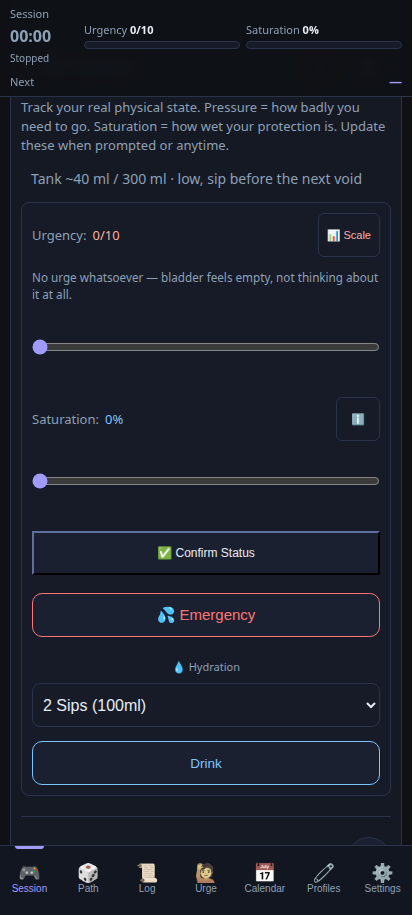 Session
00:00
Stopped
Urgency 0/10
Saturation 0%
Next
—
Track your real physical state. Pressure = how badly you
need to go. Saturation = how wet your protection is. Update
these when prompted or anytime.
Tank ~40 ml / 300 ml · low, sip before the next void
Urgency: 0/10
📊 Scale
No urge whatsoever — bladder feels empty, not thinking about
it at all.
Saturation: 0%
ℹ️
✅ Confirm Status
💦 Emergency
💧 Hydration
2 Sips (100ml)
Drink
Session
Path
Log
Urge
Calendar
Profiles
Settings